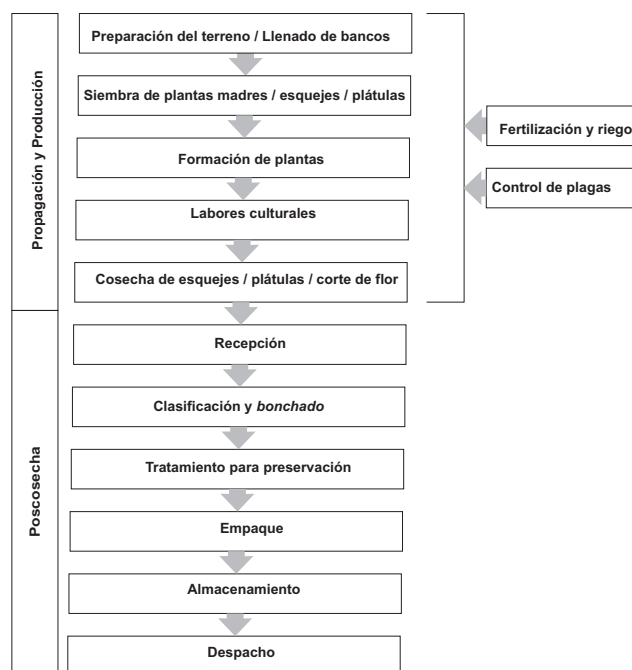 Propagación y Producción
Preparación del terreno / Llenado de bancos
Siembra de plantas madres / esquejes / plátulas
Formación de plantas
Labores culturales
Cosecha de esquejes / plátulas / corte de flor
Fertilización y riego
Control de plagas
Poscosecha
Recepción
Clasificación y bonchado
Tratamiento para preservación
Empaque
Almacenamiento
Despacho